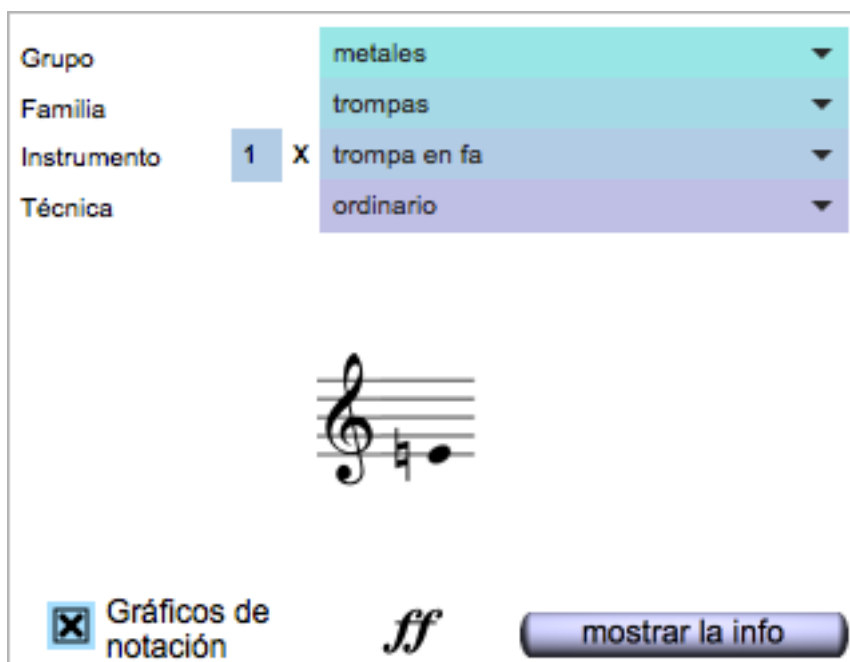 Grupo metales
Familia trompas
Instrumento 1 X trompa en fa
Técnica ordinario
Gráficos de
notación
ff
mostrar la info